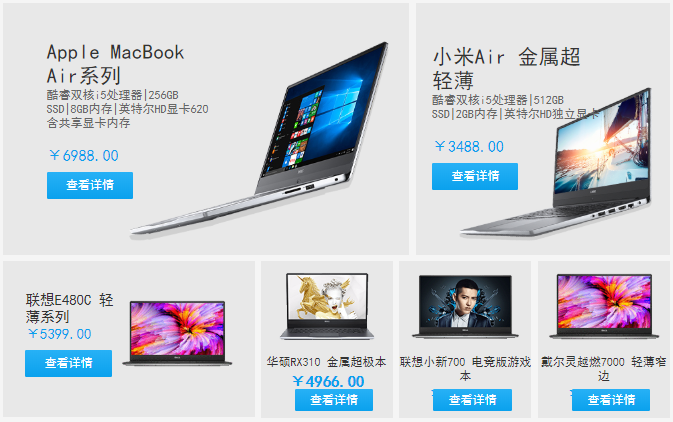 Apple MacBook
Air系列
酷睿双核i5处理器|256GB
SSD|8GB内存|英特尔HD显卡620
含共享显卡内存
￥6988.00
查看详情
小米Air 金属超
轻薄
酷睿双核i5处理器|512GB
SSD|2GB内存|英特尔HD独立显卡
￥3488.00
查看详情
联想E480C 轻
薄系列
￥5399.00
查看详情
华硕RX310 金属超极本
￥4966.00
查看详情
联想小新700 电竞版游戏
本
查看详情
戴尔灵越燃7000 轻薄窄
边
查看详情